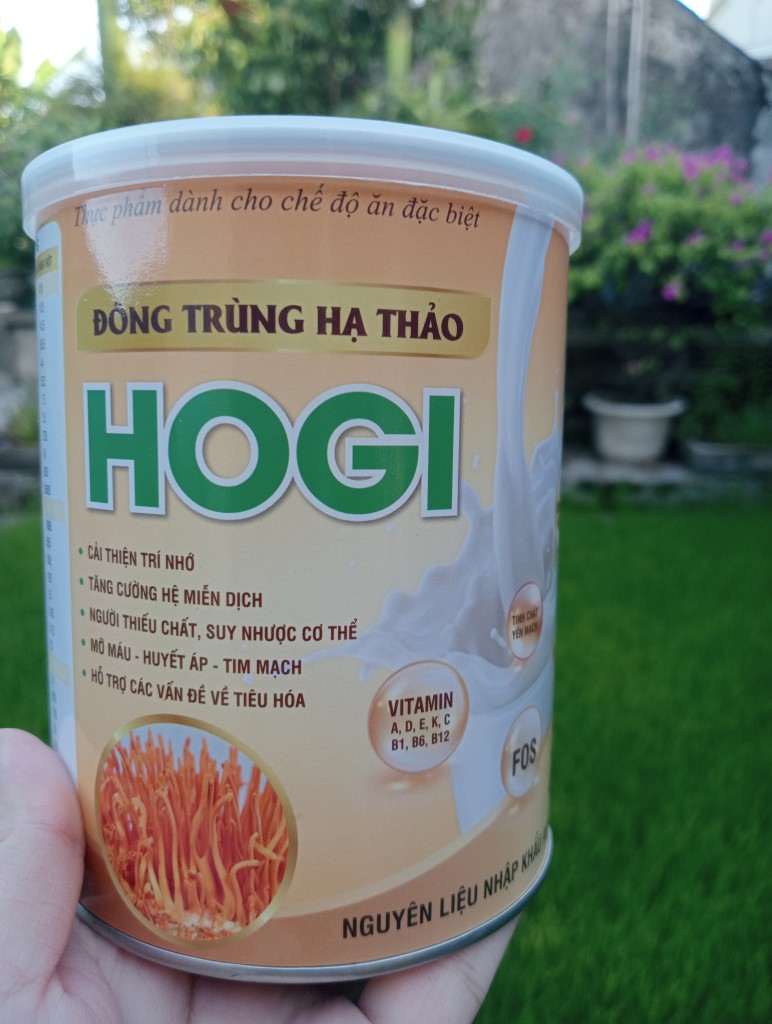 Thực phẩm dành cho chế độ ăn đặc biệt
ĐÔNG TRÙNG HẠ THẢO
HOGI
• CẢI THIỆN TRÍ NHỚ
• TĂNG CƯỜNG HỆ MIỄN DỊCH
• NGƯỜI THIẾU CHẤT, SUY NHƯỢC CƠ THỂ
• MỠ MÁU - HUYẾT ÁP - TIM MẠCH
• HỖ TRỢ CÁC VẤN ĐỀ VỀ TIÊU HÓA
TINH CHẤT
YẾN MẠCH
VITAMIN
A, D, E, K, C
B1, B6, B12
FOS
NGUYÊN LIỆU NHẬP KHẨU